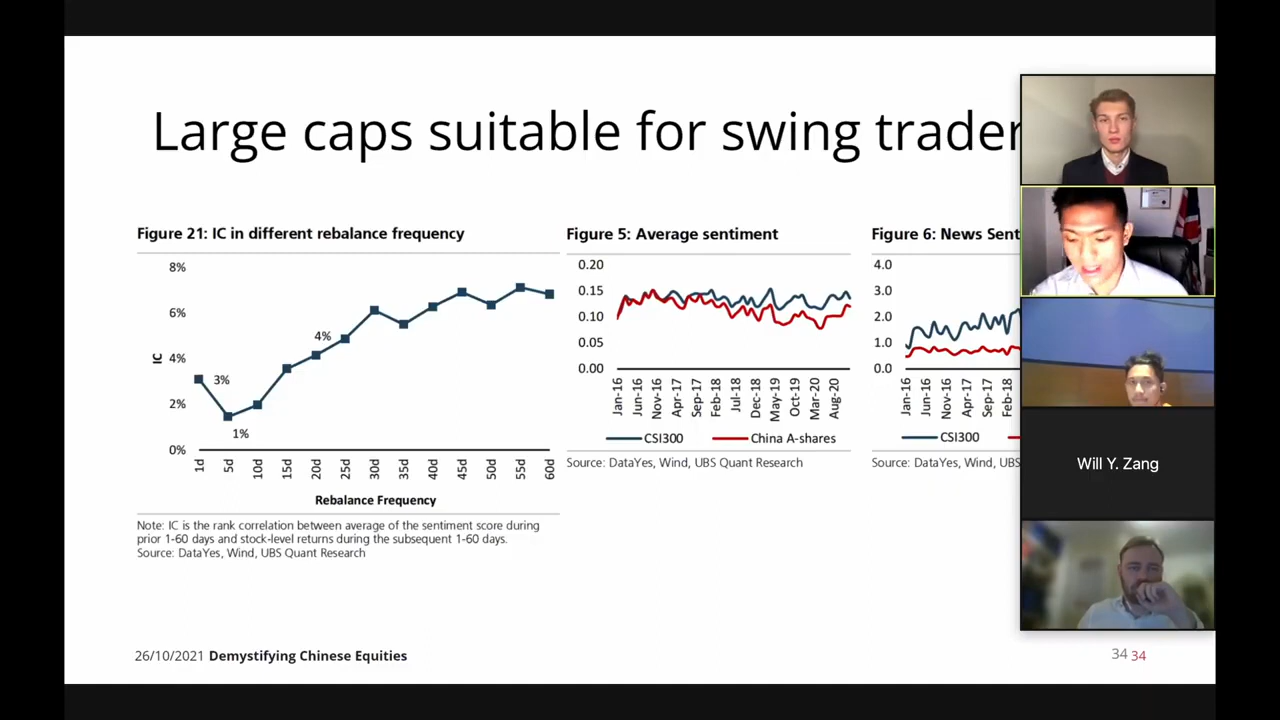 Large caps suitable for swing trader
Figure 21: IC in different rebalance frequency
8%
6%
4%
2%
0%
IC
3%
1%
4%
1d
5d
10d
15d
20d
25d
30d
35d
40d
45d
50d
55d
60d
Rebalance Frequency
Note: IC is the rank correlation between average of the sentiment score during
prior 1-60 days and stock-level returns during the subsequent 1-60 days.
Source: DataYes, Wind, UBS Quant Research
Figure 5: Average sentiment
0.20
0.15
0.10
0.05
0.00
Jan-16
Jun-16
Nov-16
Apr-17
Sep-17
Feb-18
Jul-18
Dec-18
May-19
Oct-19
Mar-20
Aug-20
CSI300
China A-shares
Source: DataYes, Wind, UBS Quant Research
Figure 6: News Sent
4.0
3.0
2.0
1.0
0.0
Jan-16
Jun-16
Nov-16
Apr-17
Sep-17
Feb-18
CSI300
Source: DataYes, Wind, UBS
Will Y. Zang
26/10/2021 Demystifying Chinese Equities
34 34